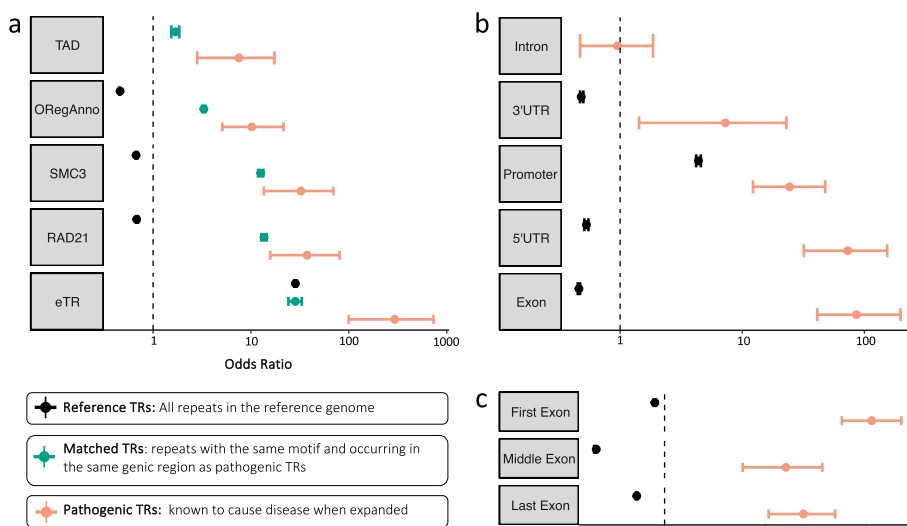 a
TAD
ORegAnno
SMC3
RAD21
eTR
1
10
100
1000
Odds Ratio
b
Intron
3'UTR
Promoter
5'UTR
Exon
1
10
100
Reference TRs: All repeats in the reference genome
Matched TRs: repeats with the same motif and occurring in
the same genic region as pathogenic TRs
Pathogenic TRs: known to cause disease when expanded
c
First Exon
Middle Exon
Last Exon